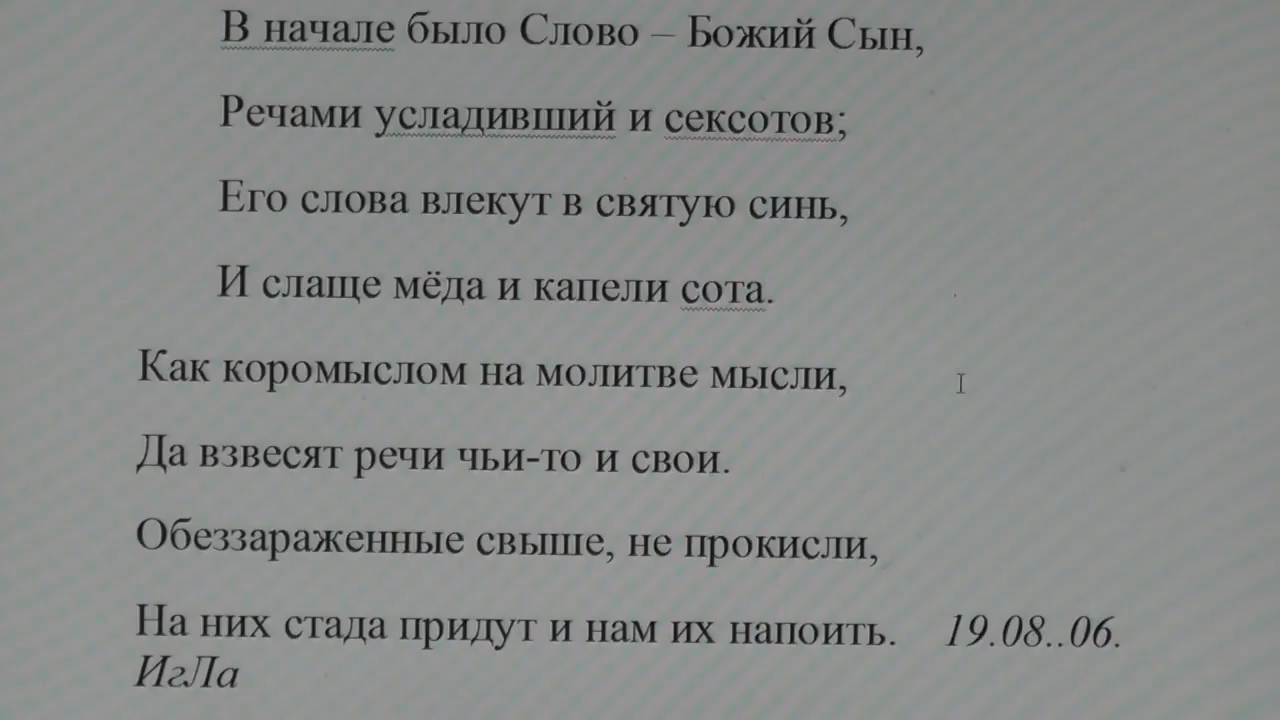 В начале было Слово – Божий Сын,
Речами усладивший и сексотов;
Его слова влекут в святую синь,
И слаще мёда и капели сота.
Как коромыслом на молитве мысли,
Да взвесят речи чьи-то и свои.
Обеззараженные свыше, не прокисли,
На них стада придут и нам их напоить. 19.08..06.
ИгЛа